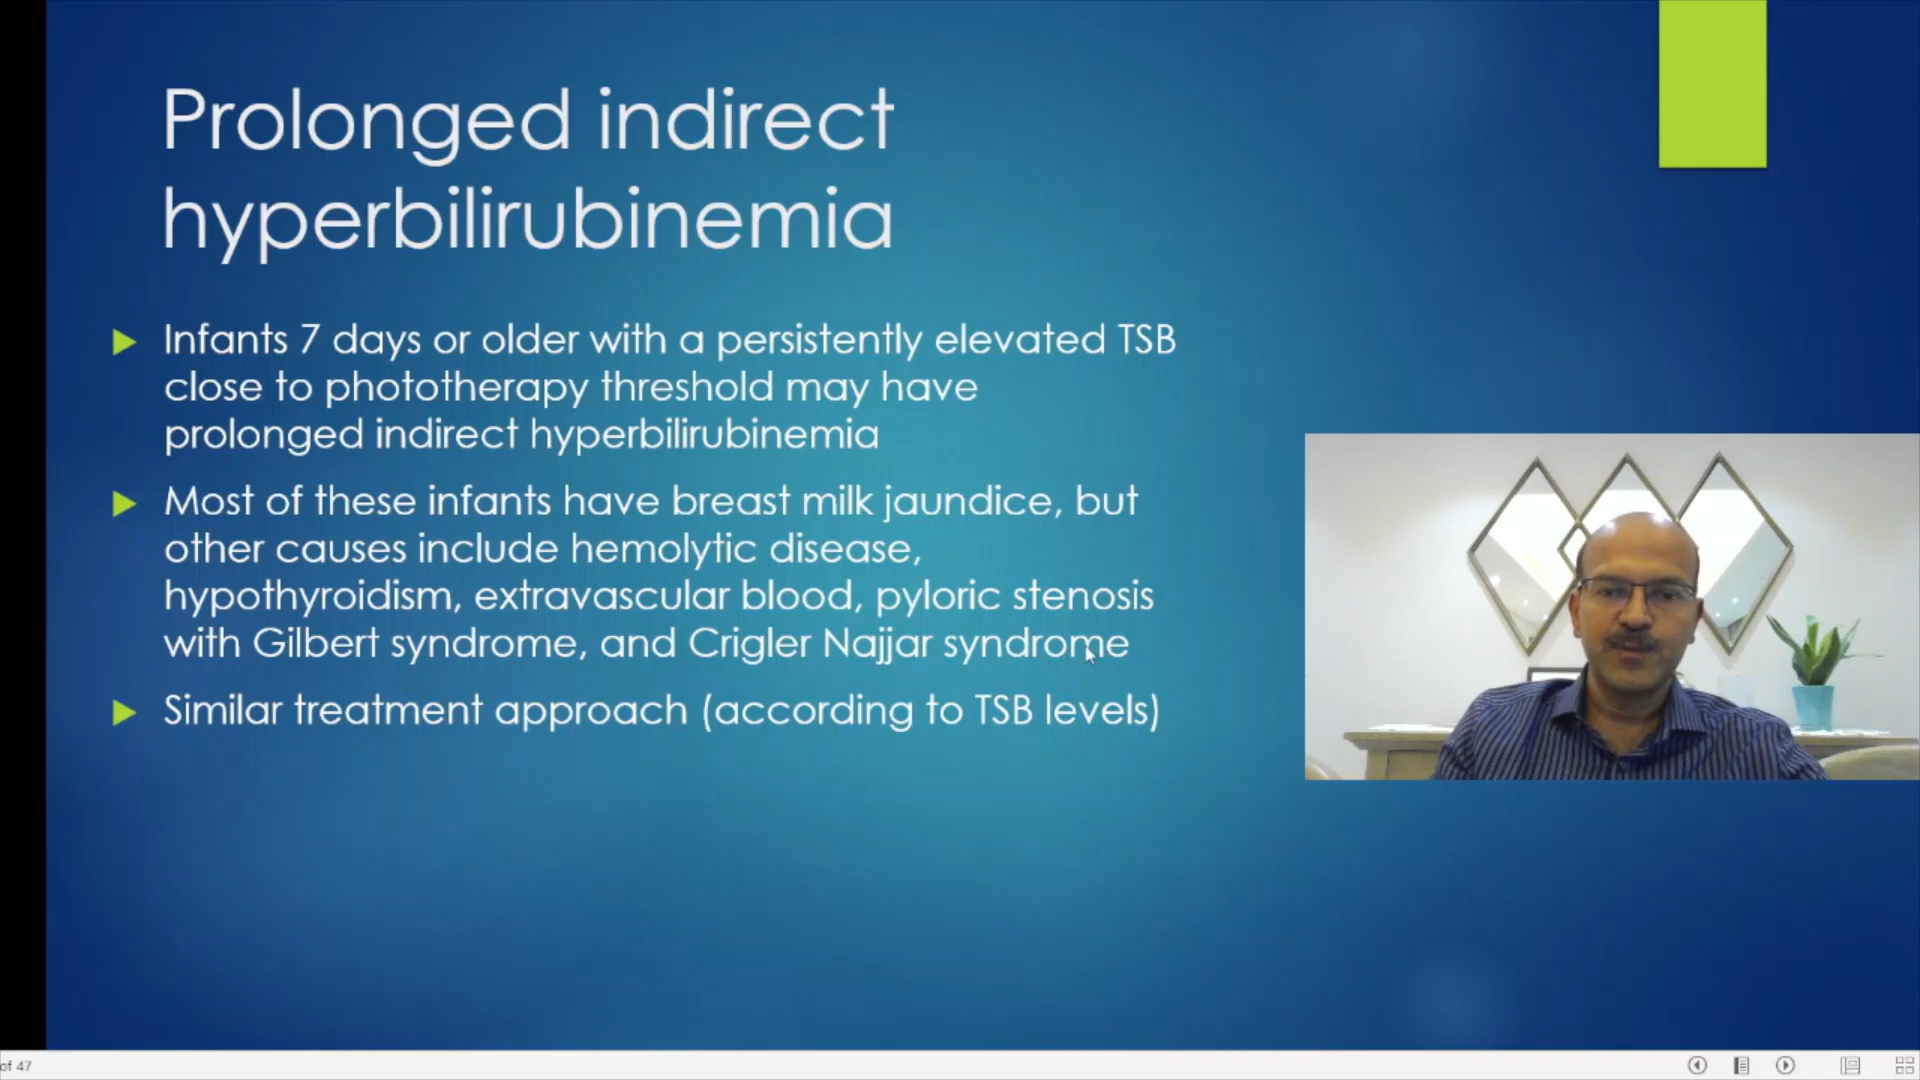 Prolonged indirect
hyperbilirubinemia
Infants 7 days or older with a persistently elevated TSB
close to phototherapy threshold may have
prolonged indirect hyperbilirubinemia
Most of these infants have breast milk jaundice, but
other causes include hemolytic disease,
hypothyroidism, extravascular blood, pyloric stenosis
with Gilbert syndrome, and Crigler Najjar syndrome
Similar treatment approach (according to TSB levels)
of 47